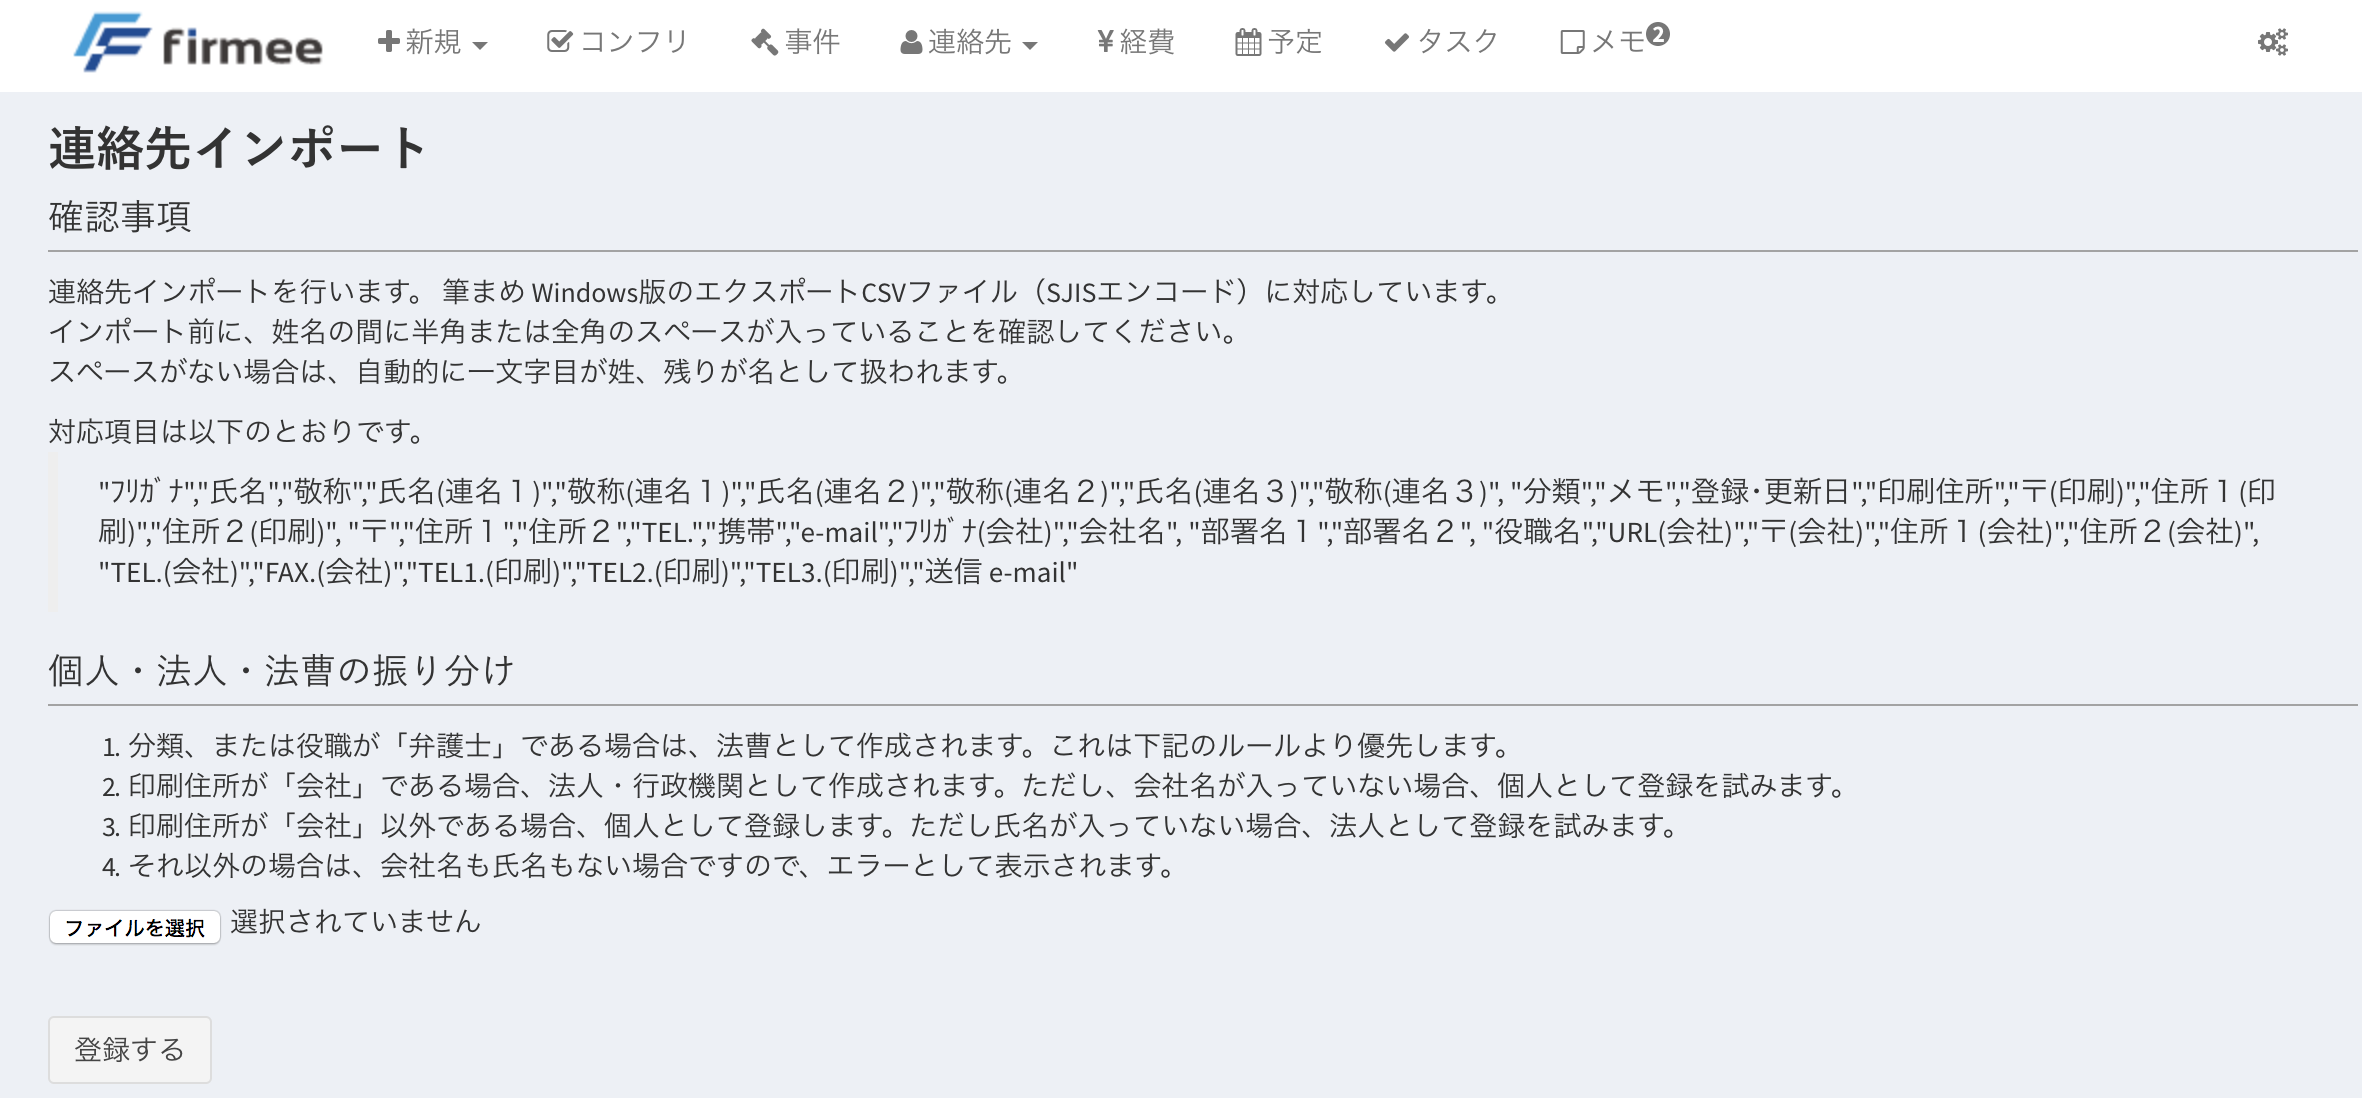 firmee 新規 コンフリ 事件 連絡先 ¥経費 予定 タスク メモ 2
連絡先インポート
確認事項
連絡先インポートを行います。 筆まめ Windows版のエクスポートCSVファイル（SJISエンコード）に対応しています。
インポート前に、姓名の間に半角または全角のスペースが入っていることを確認してください。
スペースがない場合は、自動的に一文字目が姓、残りが名として扱われます。
対応項目は以下のとおりです。
"ﾌﾘｶﾞﾅ","氏名","敬称","氏名(連名１)","敬称(連名１)","氏名(連名２)","敬称(連名２)","氏名(連名３)","敬称(連名３)", "分類","メモ","登録･更新日","印刷住所","〒(印刷)","住所１(印
刷)","住所２(印刷)", "〒","住所１","住所２","TEL.","携帯","e-mail","ﾌﾘｶﾞﾅ(会社)","会社名", "部署名１","部署名２", "役職名","URL(会社)","〒(会社)","住所１(会社)","住所２(会社)",
"TEL.(会社)","FAX.(会社)","TEL1.(印刷)","TEL2.(印刷)","TEL3.(印刷)","送信 e-mail"
個人・法人・法曹の振り分け
1. 分類、または役職が「弁護士」である場合は、法曹として作成されます。これは下記のルールより優先します。
2. 印刷住所が「会社」である場合、法人・行政機関として作成されます。ただし、会社名が入っていない場合、個人として登録を試みます。
3. 印刷住所が「会社」以外である場合、個人として登録します。ただし氏名が入っていない場合、法人として登録を試みます。
4. それ以外の場合は、会社名も氏名もない場合ですので、エラーとして表示されます。
ファイルを選択 選択されていません
登録する